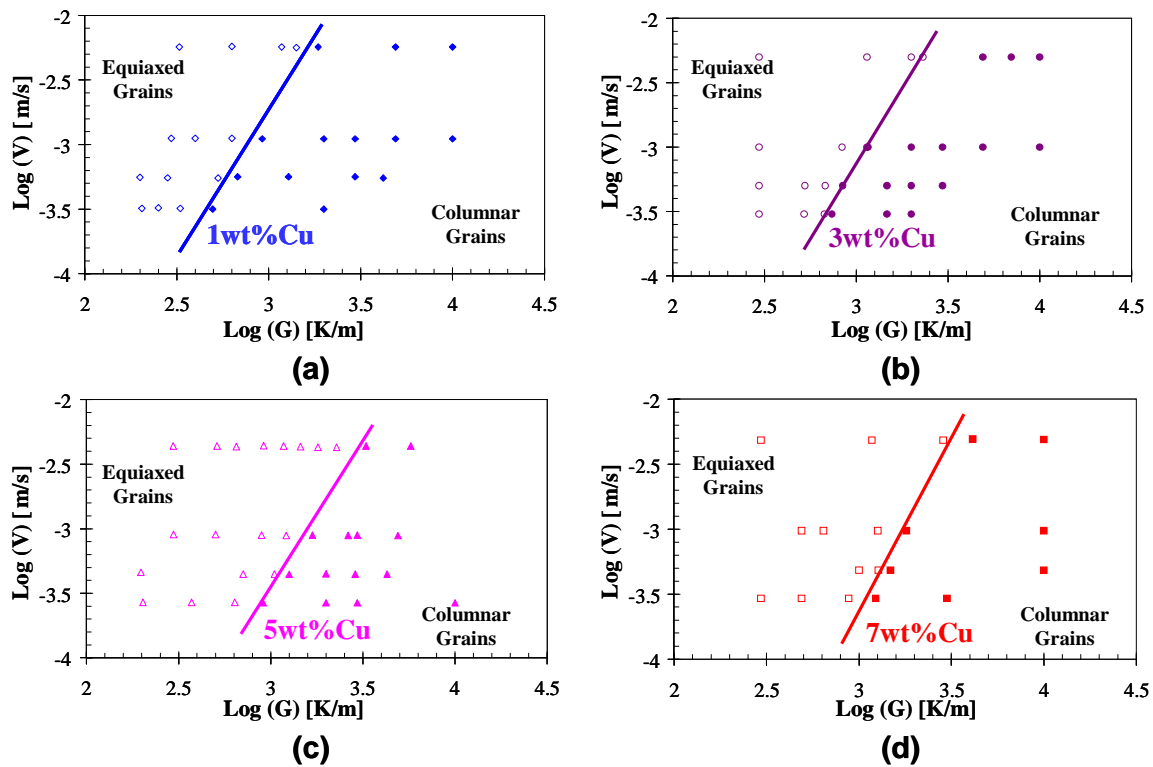 -2
-2.5
-3
-3.5
-4
Log (V) [ m/s]
Equiaxed
Grains
Columnar
Grains
1wt%Cu
2 2.5 3 3.5 4 4.5
Log (G) [K/m]
(a)
-2
-2.5
-3
-3.5
-4
Log (V) [ m/s]
Equiaxed
Grains
Columnar
Grains
3wt%Cu
2 2.5 3 3.5 4 4.5
Log (G) [K/m]
(b)
-2
-2.5
-3
-3.5
-4
Log (V) [ m/s]
Equiaxed
Grains
Columnar
Grains
5wt%Cu
2 2.5 3 3.5 4 4.5
Log (G) [K/m]
(c)
-2
-2.5
-3
-3.5
-4
Log (V) [ m/s]
Equiaxed
Grains
Columnar
Grains
7wt%Cu
2 2.5 3 3.5 4 4.5
Log (G) [K/m]
(d)